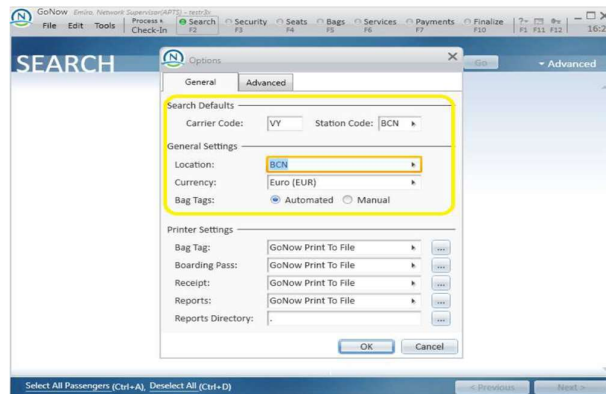 GoNow
File Edit Tools
Process
Check-In
Search
F2
Security
F3
Seats
F4
Bags
F5
Services
F6
Payments
F7
Finalize
F10
?
F1 F11 F12
16:2
SEARCH
Go
Advanced
Options
General Advanced
Search Defaults
Carrier Code: VY Station Code: BCN
General Settings
Location: BCN
Currency: Euro (EUR)
Bag Tags: Automated Manual
Printer Settings
Bag Tag: GoNow Print To File ...
Boarding Pass: GoNow Print To File ...
Receipt: GoNow Print To File ...
Reports: GoNow Print To File ...
Reports Directory: . ...
OK Cancel
Select All Passengers (Ctrl+A), Deselect All (Ctrl+D)
< Previous Next >